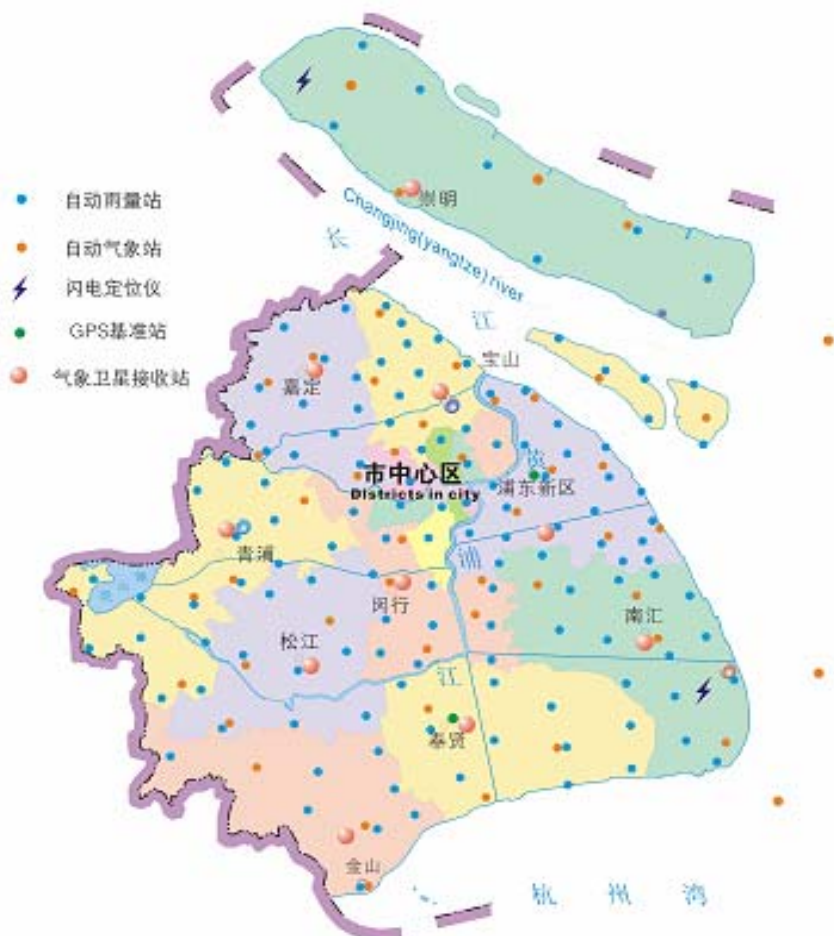 自动雨量站
自动气象站
闪电定位仪
GPS基准站
气象卫星接收站
崇明
Changjing(yangtze) river
长
江
宝山
嘉定
市中心区
Districts in city
黄
浦东新区
青浦
浦
闵行
松江
南汇
江
奉贤
金山
杭州湾